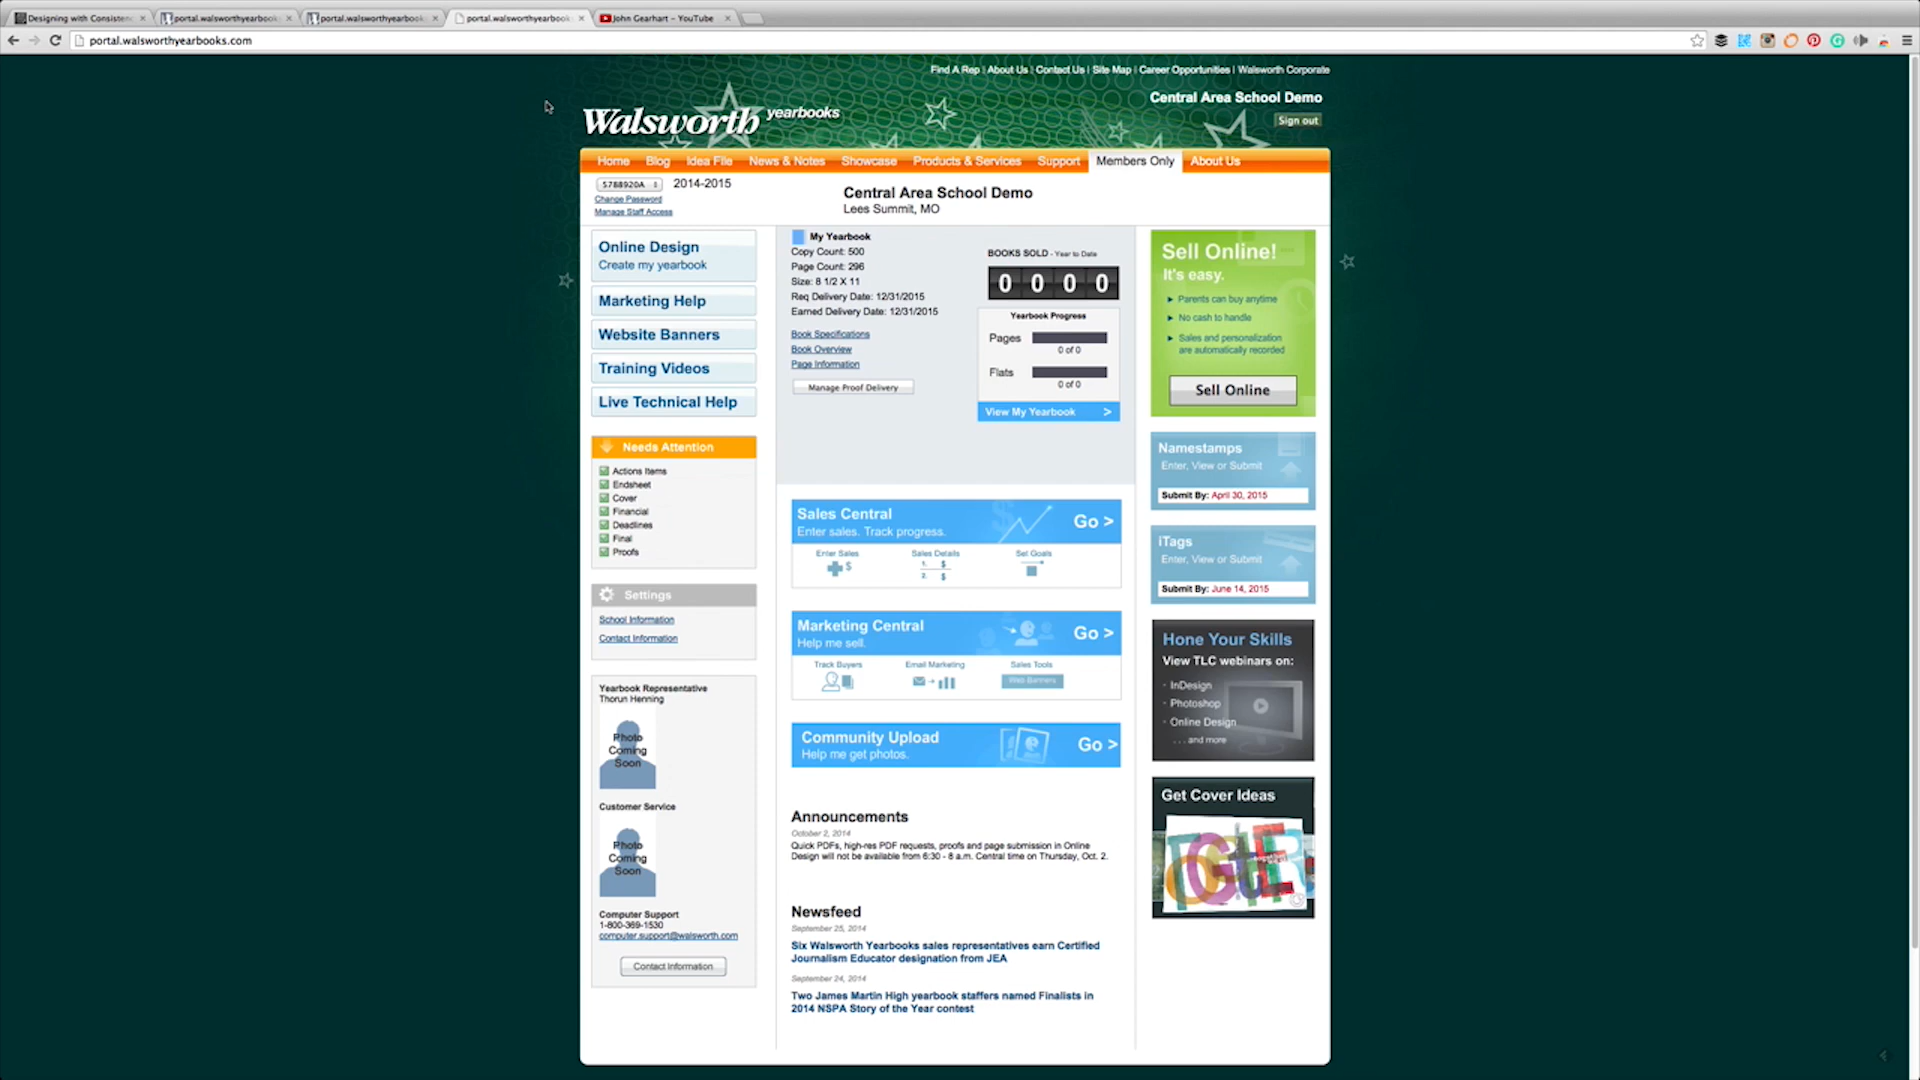 Designing with Consistenc
portal.walsworthyearbook
portal.walsworthyearbook
portal.walsworthyearbook
John Gearhart - YouTube
portal.walsworthyearbooks.com
Find A Rep | About Us | Contact Us | Site Map | Career Opportunities | Walsworth Corporate
Walsworth yearbooks
Central Area School Demo
Sign out
Home Blog Idea File News & Notes Showcase Products & Services Support Members Only About Us
5788920A 2014-2015
Change Password
Manage Staff Access
Central Area School Demo
Lees Summit, MO
Online Design
Create my yearbook
Marketing Help
Website Banners
Training Videos
Live Technical Help
Needs Attention
Actions Items
Endsheet
Cover
Financial
Deadlines
Final
Proofs
Settings
School Information
Contact Information
Yearbook Representative
Thorun Henning
Photo
Coming
Soon
Customer Service
Photo
Coming
Soon
Computer Support
1-800-369-1530
computer.support@walsworth.com
Contact Information
My Yearbook
Copy Count: 500
Page Count: 296
Size: 8 1/2 X 11
Req Delivery Date: 12/31/2015
Earned Delivery Date: 12/31/2015
Book Specifications
Book Overview
Page Information
Manage Proof Delivery
BOOKS SOLD - Year to Date
0 0 0 0
Yearbook Progress
Pages
0 of 0
Flats
0 of 0
View My Yearbook >
Sales Central
Enter sales. Track progress.
Go >
Enter Sales Sales Details Set Goals
$ 1. $
2. $
Marketing Central
Help me sell.
Go >
Track Buyers Email Marketing Sales Tools
Web Banners
Community Upload
Help me get photos.
Go >
Announcements
October 2, 2014
Quick PDFs, high-res PDF requests, proofs and page submission in Online
Design will not be available from 6:30 - 8 a.m. Central time on Thursday, Oct. 2.
Newsfeed
September 25, 2014
Six Walsworth Yearbooks sales representatives earn Certified
Journalism Educator designation from JEA
September 24, 2014
Two James Martin High yearbook staffers named Finalists in
2014 NSPA Story of the Year contest
Sell Online!
It's easy.
Parents can buy anytime
No cash to handle
Sales and personalization
are automatically recorded
Sell Online
Namestamps
Enter, View or Submit
Submit By: April 30, 2015
iTags
Enter, View or Submit
Submit By: June 14, 2015
Hone Your Skills
View TLC webinars on:
· InDesign
· Photoshop
· Online Design
. . . and more
Get Cover Ideas